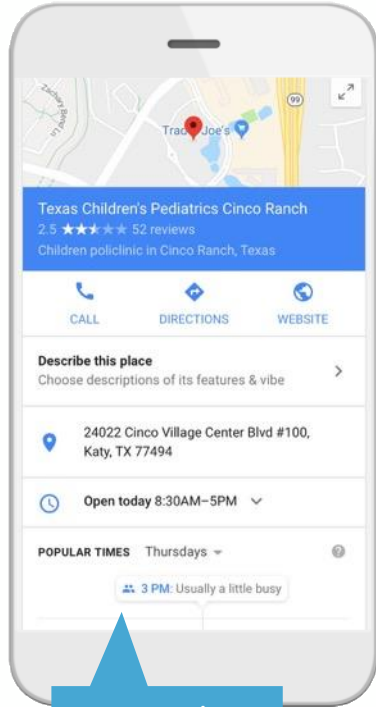 Zachary Bane Ln
Trader Joe's
99
Texas Children's Pediatrics Cinco Ranch
2.5 52 reviews
Children policlinic in Cinco Ranch, Texas
CALL DIRECTIONS WEBSITE
Describe this place
Choose descriptions of its features & vibe
24022 Cinco Village Center Blvd #100,
Katy, TX 77494
Open today 8:30AM–5PM
POPULAR TIMES Thursdays
3 PM: Usually a little busy